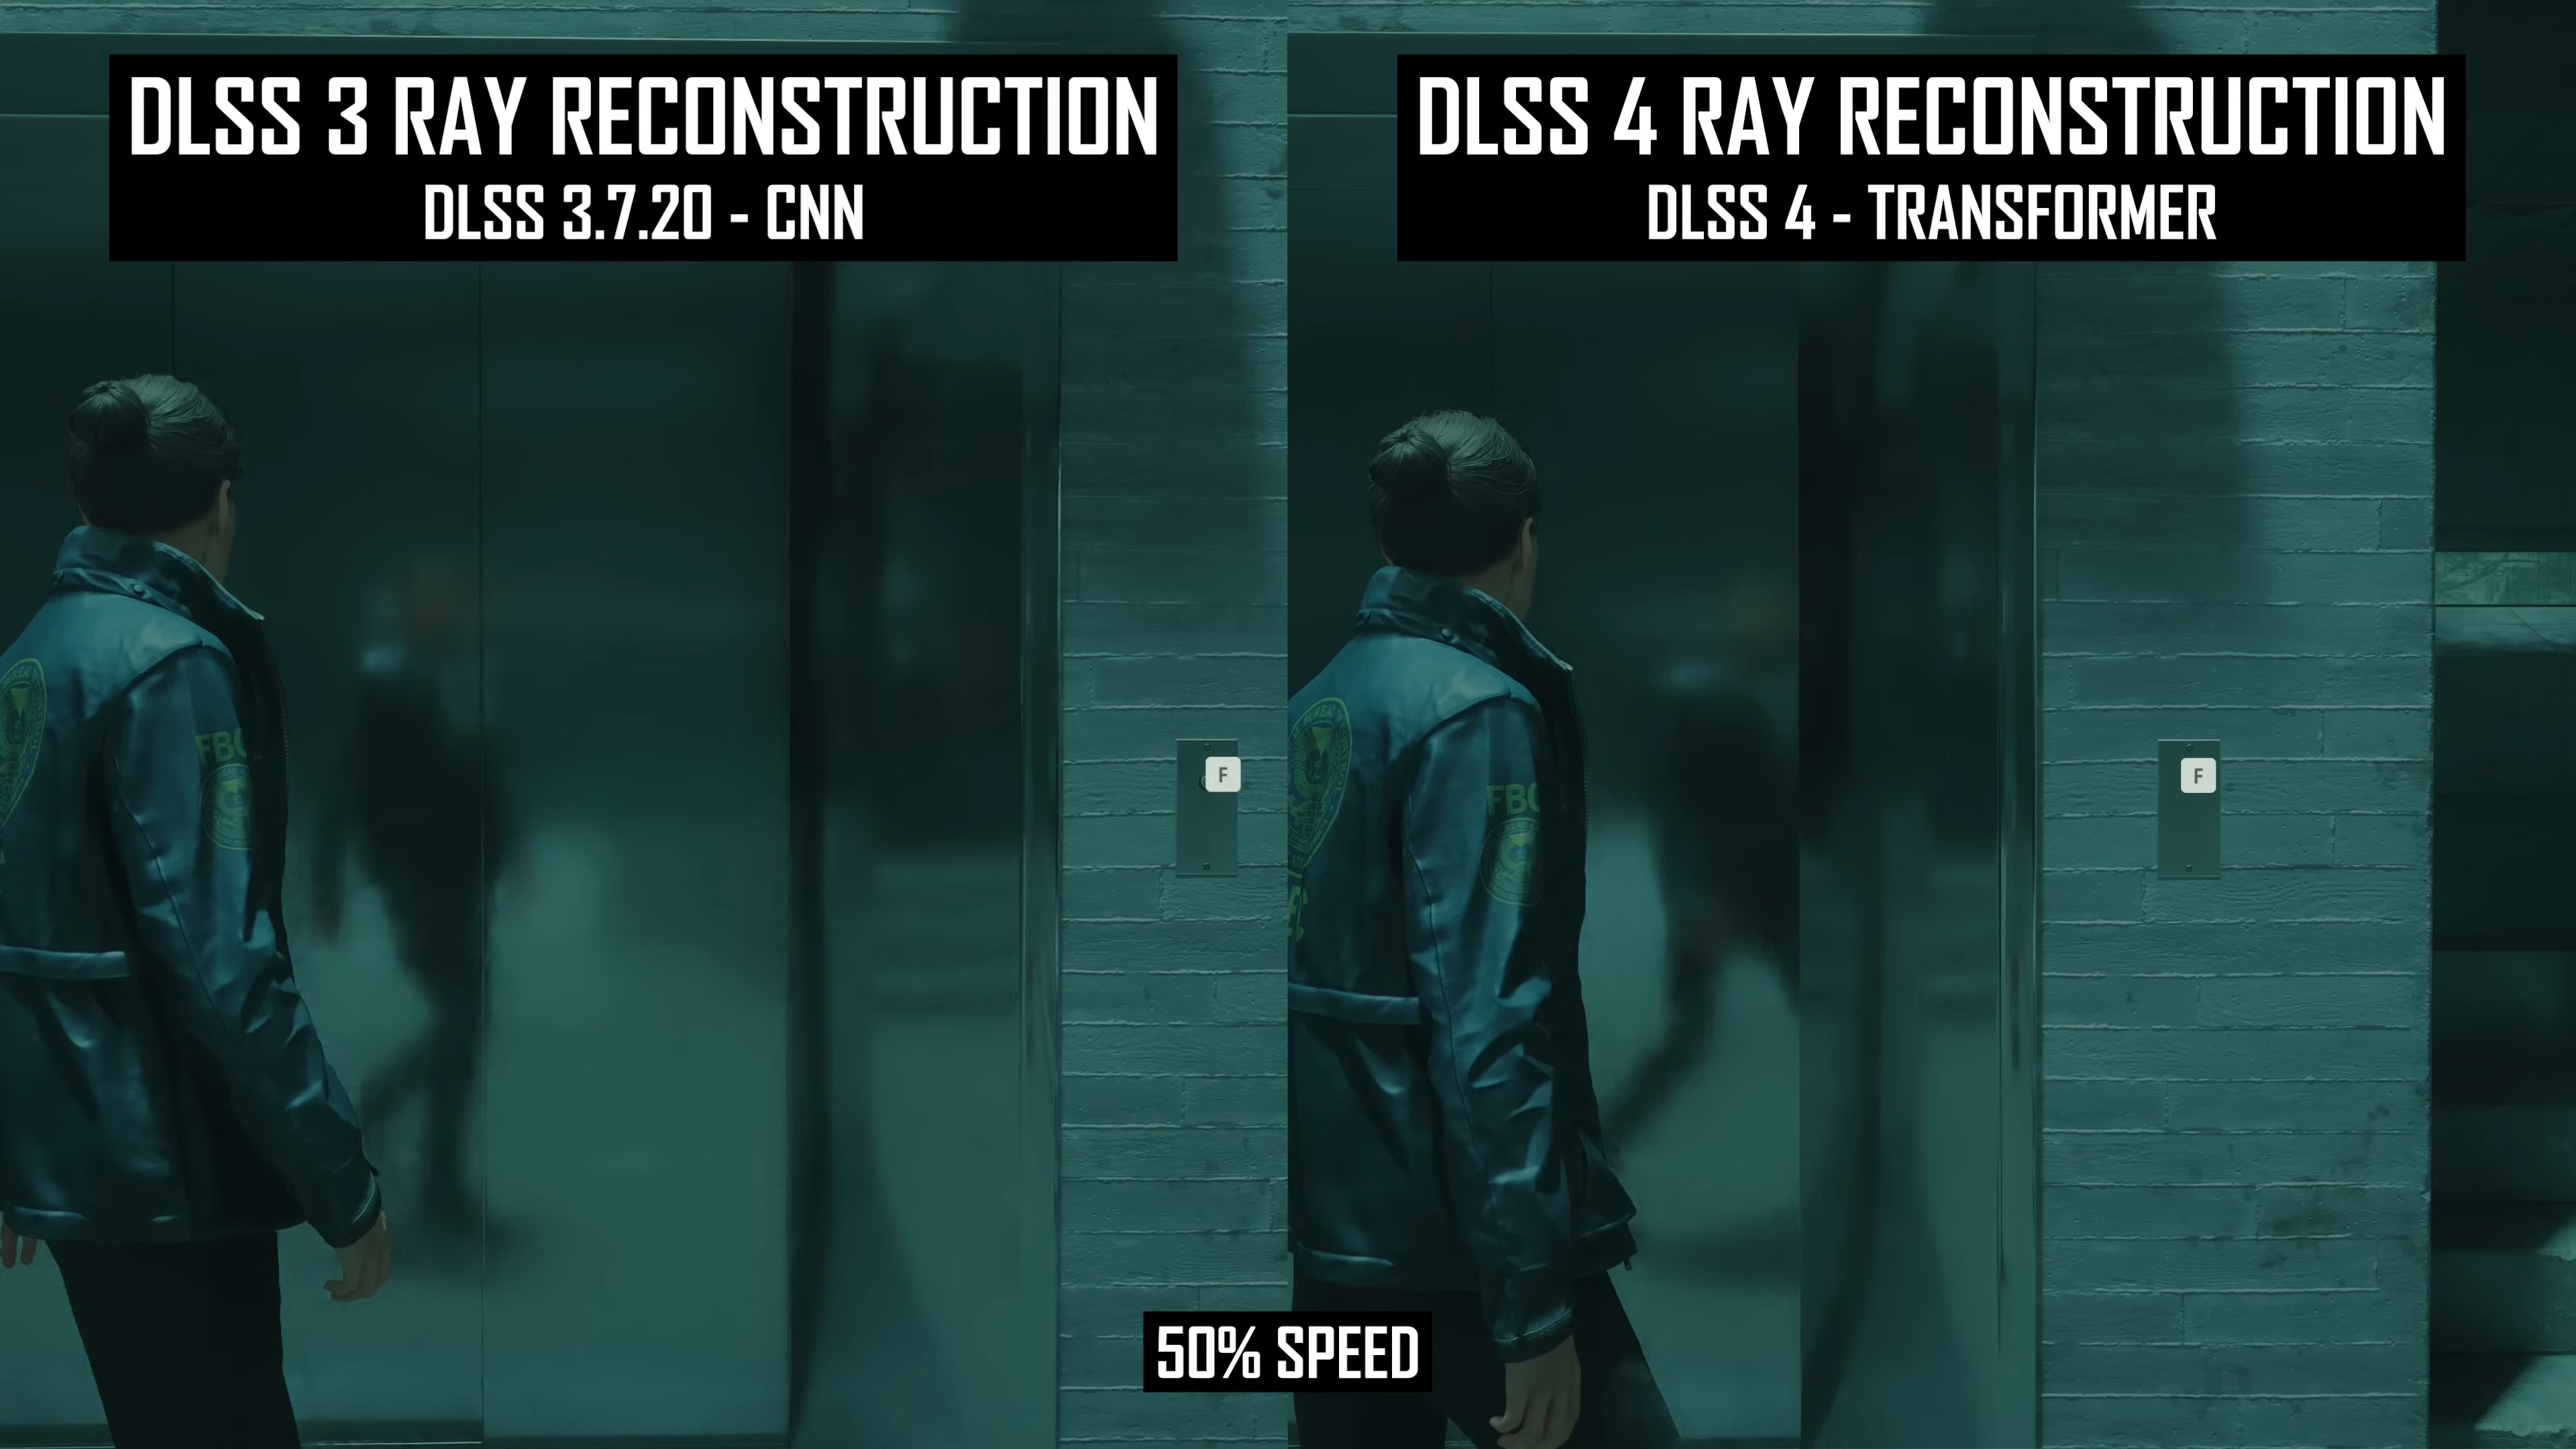 DLSS 3 RAY RECONSTRUCTION
DLSS 3.7.20 - CNN
DLSS 4 RAY RECONSTRUCTION
DLSS 4 - TRANSFORMER
FBC
F
FBC
F
50% SPEED